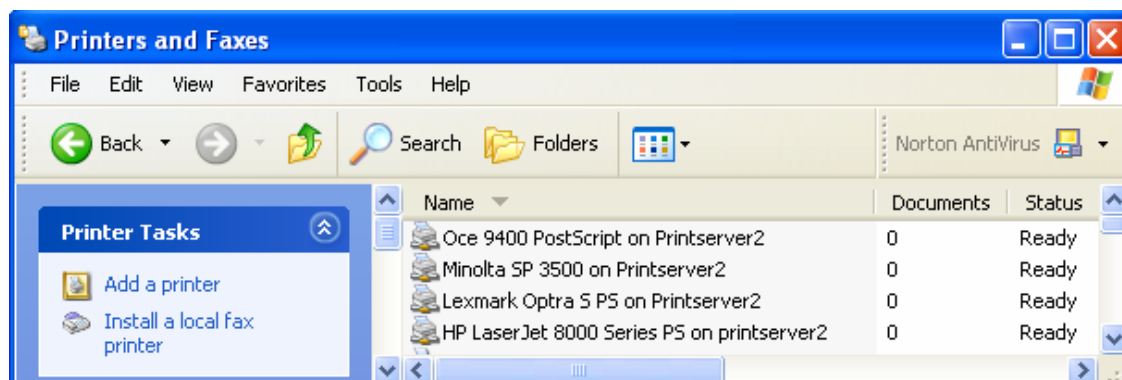 Printers and Faxes
File Edit View Favorites Tools Help
Back Search Folders Norton AntiVirus
Name Documents Status
Printer Tasks
Oce 9400 PostScript on Printserver2 0 Ready
Minolta SP 3500 on Printserver2 0 Ready
Add a printer
Lexmark Optra S PS on Printserver2 0 Ready
Install a local fax
printer
HP LaserJet 8000 Series PS on printserver2 0 Ready